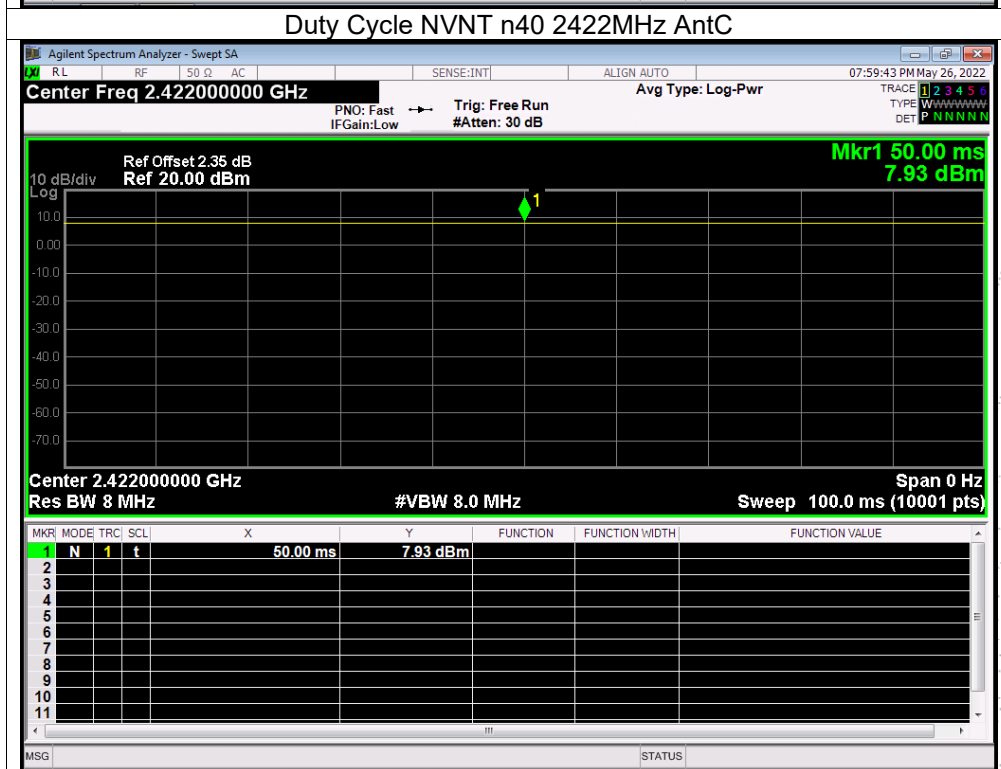 Duty Cycle NVNT n40 2422MHz AntC
Agilent Spectrum Analyzer - Swept SA
LXI RL RF 50 Ω AC SENSE:INT ALIGN AUTO 07:59:43 PM May 26, 2022
Center Freq 2.422000000 GHz Avg Type: Log-Pwr TRACE 1 2 3 4 5 6
PNO: Fast Trig: Free Run TYPE WWWWWW
IFGain:Low #Atten: 30 dB DET P N N N N N
Mkr1 50.00 ms
Ref Offset 2.35 dB
10 dB/div Ref 20.00 dBm 7.93 dBm
Log
1
10.0
0.00
-10.0
-20.0
-30.0
-40.0
-50.0
-60.0
-70.0
Center 2.422000000 GHz Span 0 Hz
Res BW 8 MHz #VBW 8.0 MHz Sweep 100.0 ms (10001 pts)
MKR MODE TRC SCL X Y FUNCTION FUNCTION WIDTH FUNCTION VALUE
1 N 1 t 50.00 ms 7.93 dBm
2
3
4
5
6
7
8
9
10
11
MSG STATUS